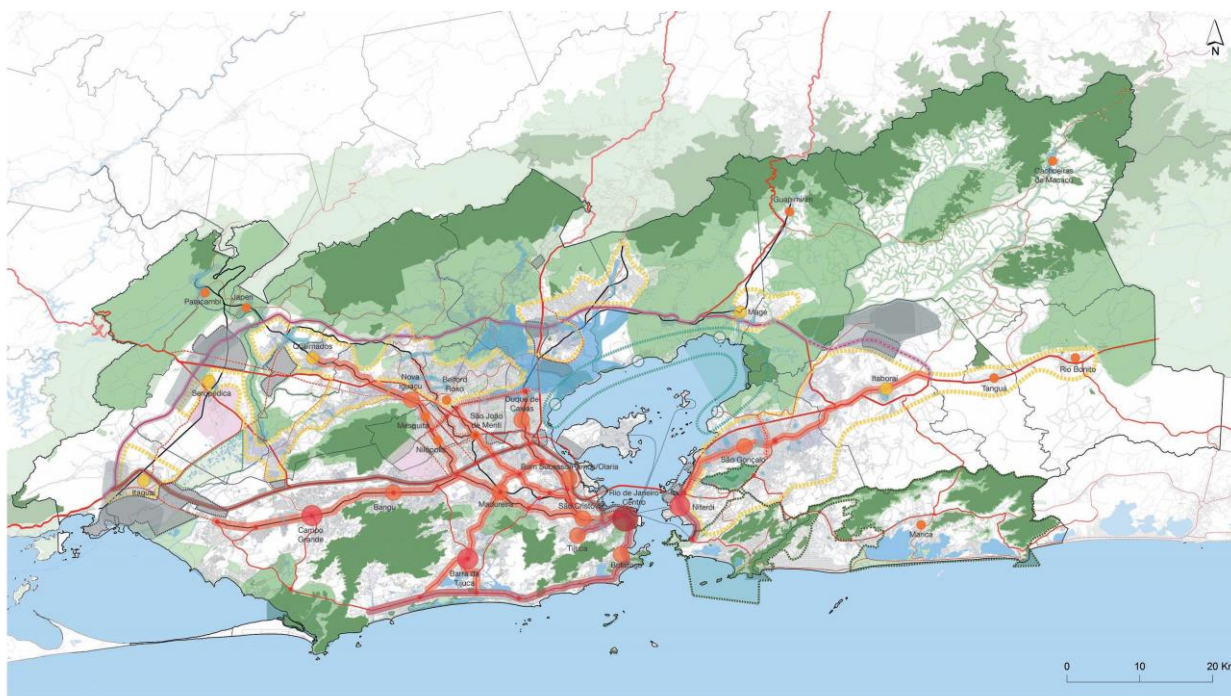 N
Cachoeiras
de Macacu
Guapimirim
Paracambi
Japeri
Magé
Queimados
Rio Bonito
Nova
Iguaçu
Belford
Roxo
Itaboraí
Tanguá
Seropédica
Duque de
Caxias
São João
de Meriti
Mesquita
Nilópolis
São Gonçalo
Itaguaí
Bangu
Madureira
São Cristóvão
Rio de Janeiro
Centro
Niterói
Campo
Grande
Tijuca
Maricá
Barra da
Tijuca
Botafogo
0 10 20 Km